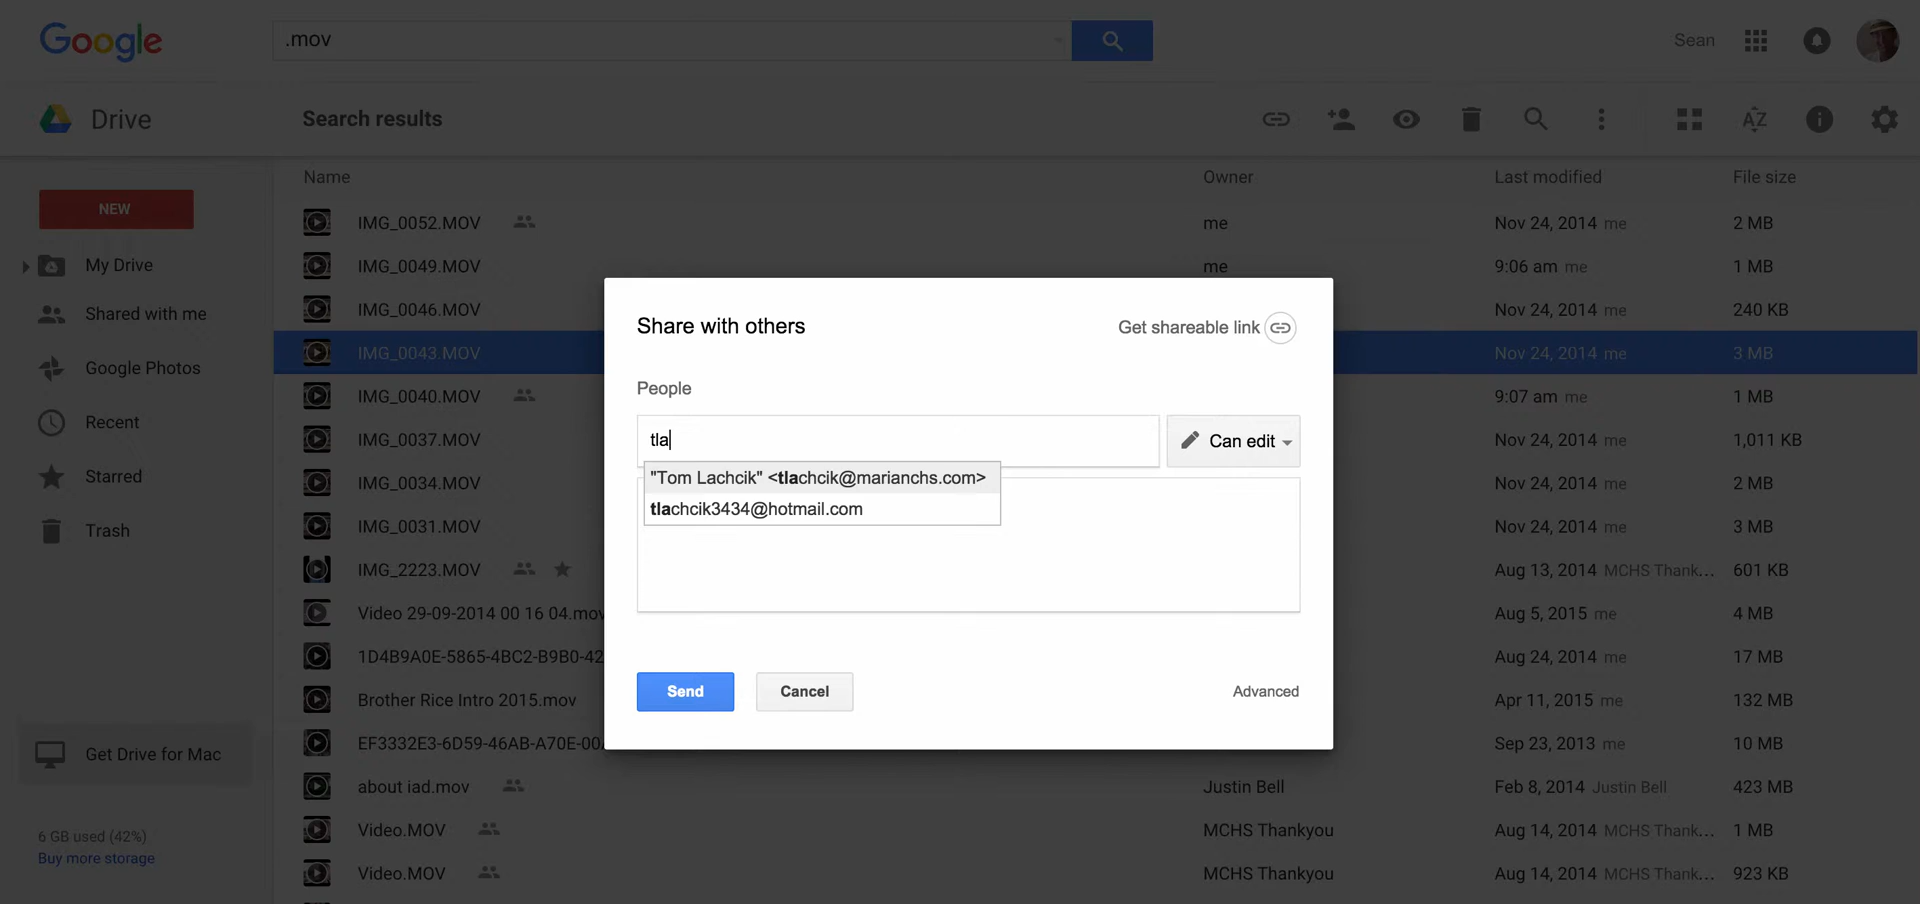 Google
.mov
Sean
Drive
Search results
Name Owner Last modified File size
NEW
My Drive
Shared with me
Google Photos
Recent
Starred
Trash
Get Drive for Mac
6 GB used (42%)
Buy more storage
IMG_0052.MOV me Nov 24, 2014 me 2 MB
IMG_0049.MOV me 9:06 am me 1 MB
IMG_0046.MOV Nov 24, 2014 me 240 KB
IMG_0043.MOV Nov 24, 2014 me 3 MB
IMG_0040.MOV 9:07 am me 1 MB
IMG_0037.MOV Nov 24, 2014 me 1,011 KB
IMG_0034.MOV Nov 24, 2014 me 2 MB
IMG_0031.MOV Nov 24, 2014 me 3 MB
IMG_2223.MOV Aug 13, 2014 MCHS Thank... 601 KB
Video 29-09-2014 00 16 04.mov Aug 5, 2015 me 4 MB
1D4B9A0E-5865-4BC2-B9B0-42 Aug 24, 2014 me 17 MB
Brother Rice Intro 2015.mov Apr 11, 2015 me 132 MB
EF3332E3-6D59-46AB-A70E-00 Sep 23, 2013 me 10 MB
about iad.mov Justin Bell Feb 8, 2014 Justin Bell 423 MB
Video.MOV MCHS Thankyou Aug 14, 2014 MCHS Thank... 1 MB
Video.MOV MCHS Thankyou Aug 14, 2014 MCHS Thank... 923 KB
Share with others
Get shareable link
People
tla
Can edit
"Tom Lachcik" <tlachcik@marianchs.com>
tlachcik3434@hotmail.com
Send
Cancel
Advanced